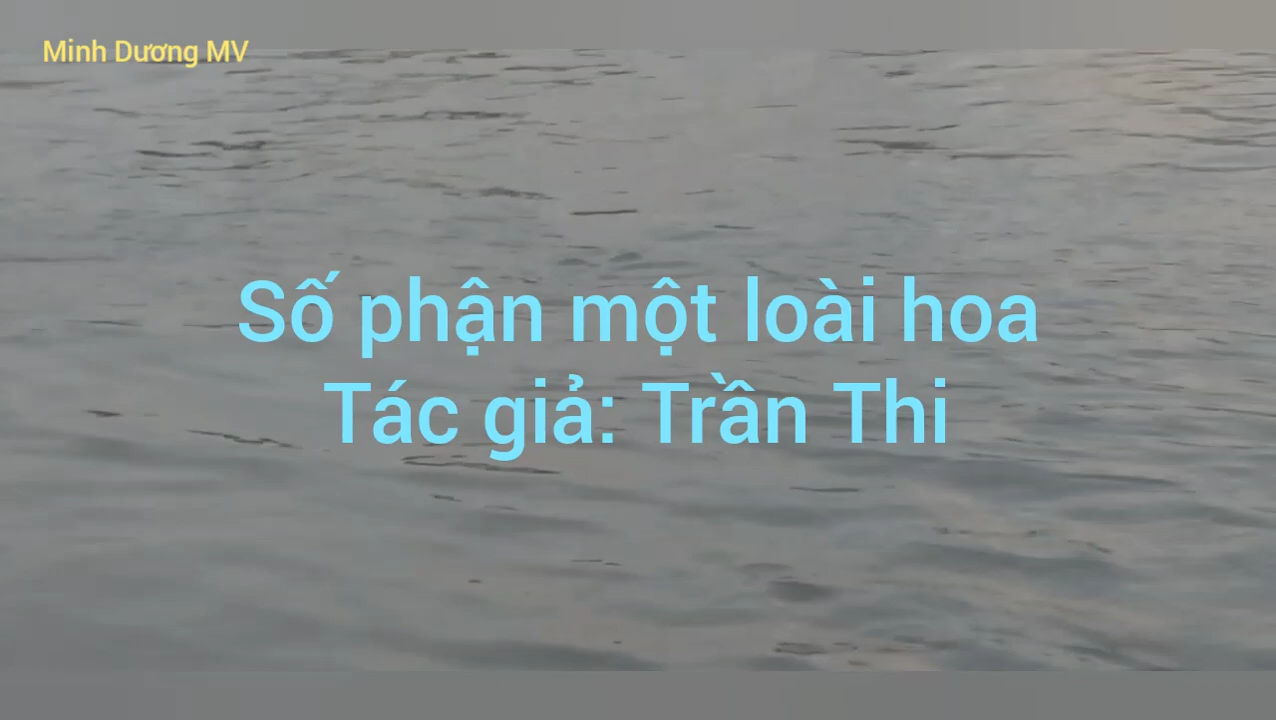 Minh Dương MV
Số phận một loài hoa
Tác giả: Trần Thi